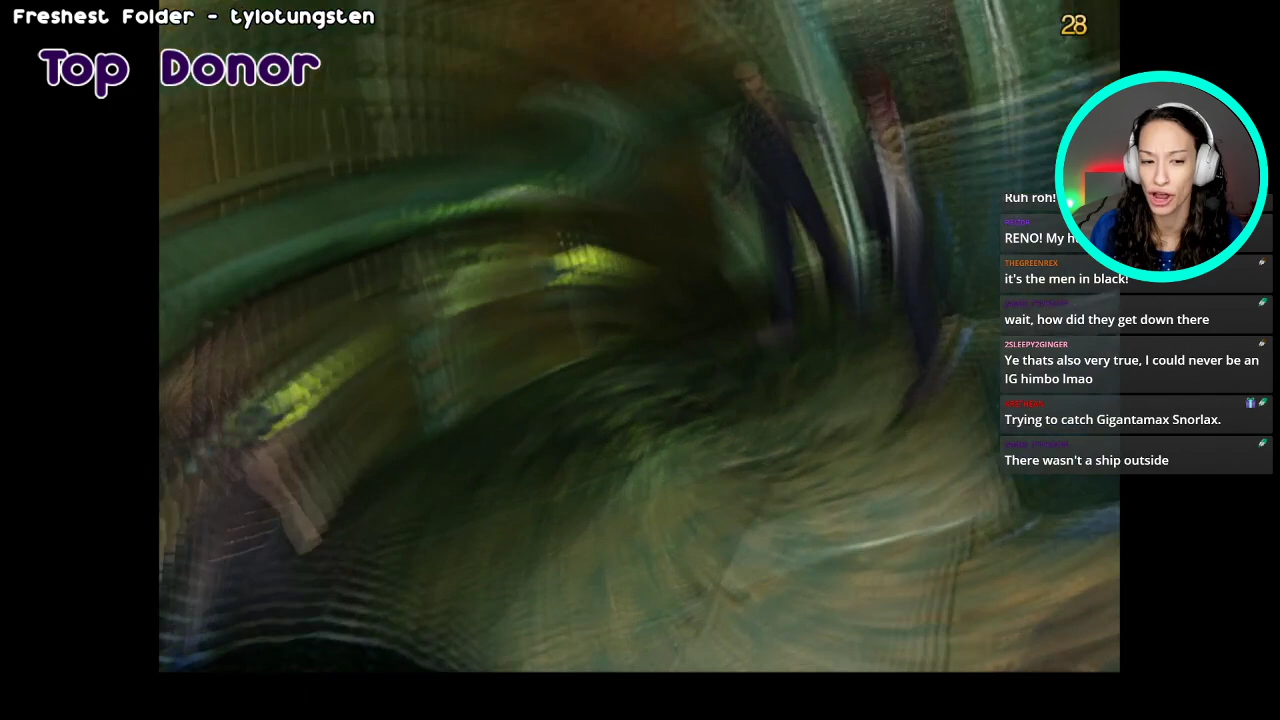 Freshest Folder - tylotungsten
Top Donor
28
Ruh roh!
RENO! My h
THEGREENREX
it's the men in black!
wait, how did they get down there
2SLEEPY2GINGER
Ye thats also very true, I could never be an
IG himbo lmao
Trying to catch Gigantamax Snorlax.
There wasn't a ship outside